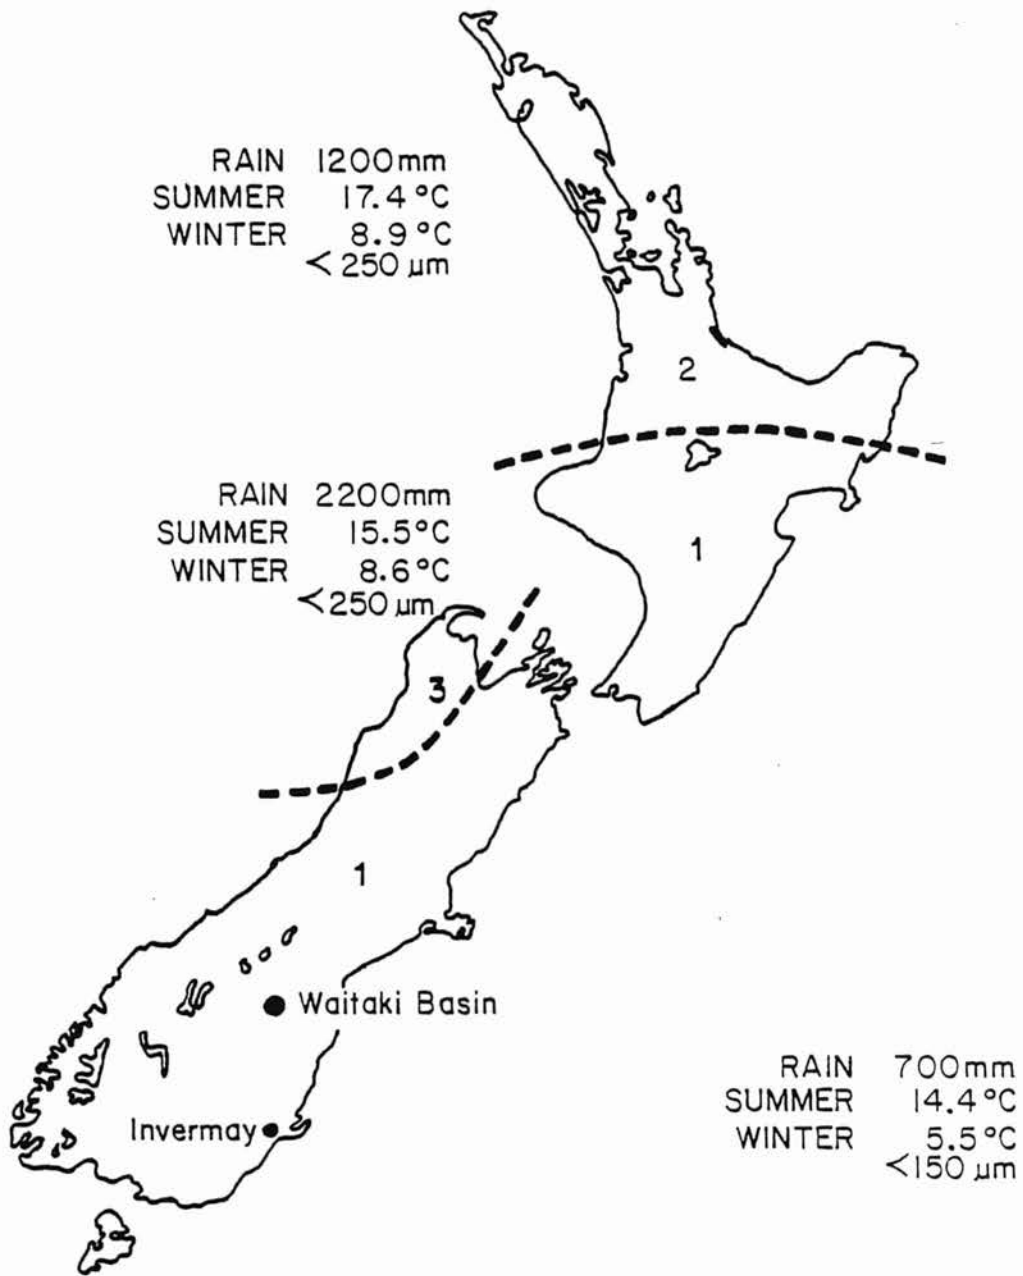 RAIN 1200mm
SUMMER 17.4°C
WINTER 8.9°C
<250 μm
2
RAIN 2200mm
SUMMER 15.5°C
WINTER 8.6°C
<250 μm
1
3
1
Waitaki Basin
Invermay
RAIN 700mm
SUMMER 14.4°C
WINTER 5.5°C
<150 μm